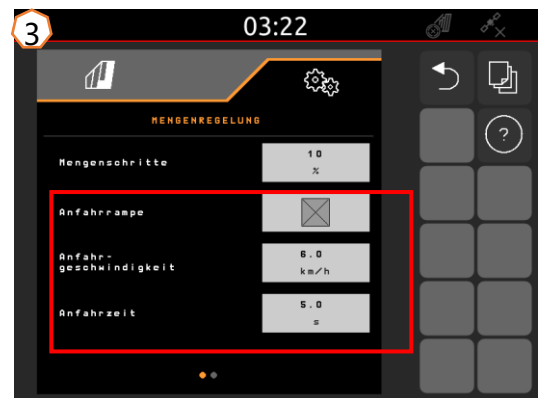 3
03:22
MENGENREGELUNG
Mengenschritte
10
%
Anfahrrampe
Anfahr-
geschwindigkeit
6.0
km/h
Anfahrzeit
5.0
s
?